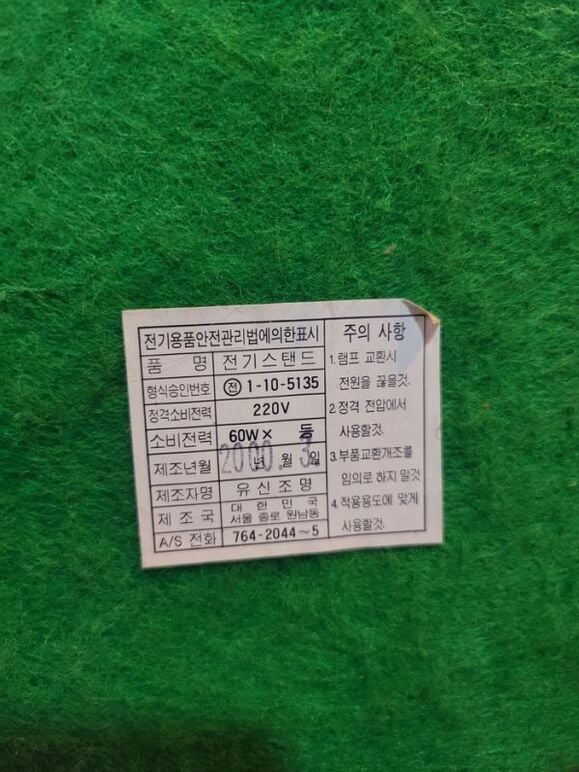 전기용품안전관리법에의한표시
품 명 전기스탠드
형식승인번호 전 1-10-5135
정격소비전력 220V
소비전력 60W× 등
제조년월 2000 년 3 월 일
제조자명 유신조명
제조국 대한민국
서울 종로 원남동
A/S 전화 764-2044~5
주의 사항
1. 램프 교환시
전원을 끊을것.
2. 정격 전압에서
사용할것.
3. 부품교환개조를
임의로 하지 말것
4. 적용용도에 맞게
사용할것.